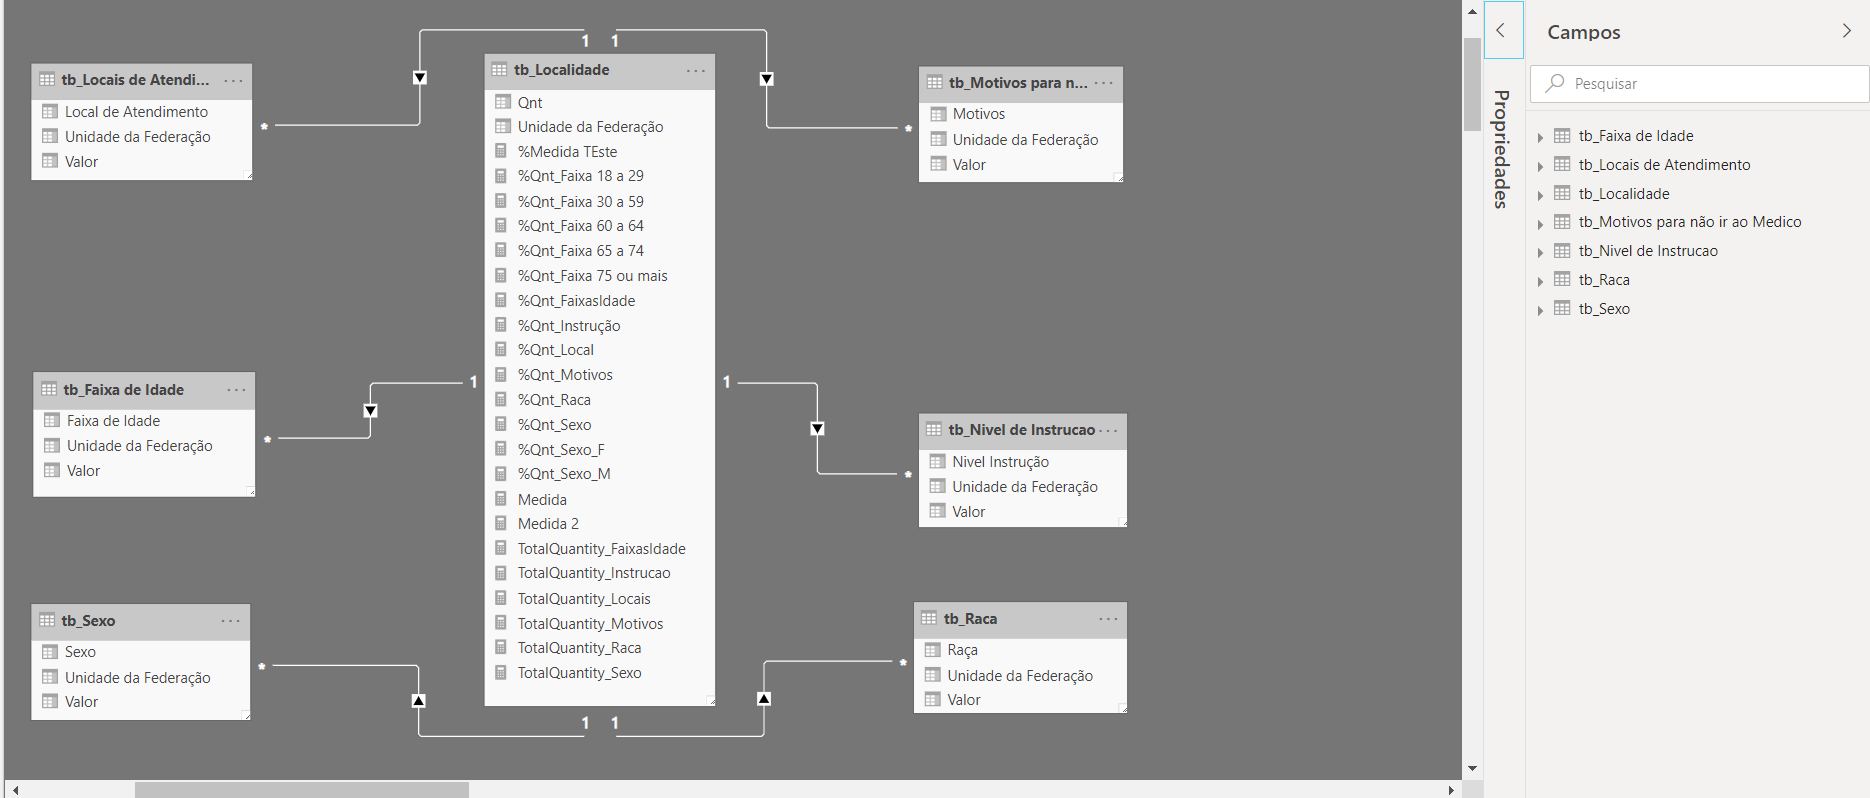 tb_Locais de Atendi...
Local de Atendimento
Unidade da Federação
Valor
*
1
1
tb_Localidade
Qnt
Unidade da Federação
%Medida TEste
%Qnt_Faixa 18 a 29
%Qnt_Faixa 30 a 59
%Qnt_Faixa 60 a 64
%Qnt_Faixa 65 a 74
%Qnt_Faixa 75 ou mais
%Qnt_FaixasIdade
%Qnt_Instrução
%Qnt_Local
%Qnt_Motivos
%Qnt_Raca
%Qnt_Sexo
%Qnt_Sexo_F
%Qnt_Sexo_M
Medida
Medida 2
TotalQuantity_FaixasIdade
TotalQuantity_Instrucao
TotalQuantity_Locais
TotalQuantity_Motivos
TotalQuantity_Raca
TotalQuantity_Sexo
tb_Motivos para n...
Motivos
Unidade da Federação
Valor
*
tb_Faixa de Idade
Faixa de Idade
Unidade da Federação
Valor
*
1
1
tb_Nivel de Instrucao
Nivel Instrução
Unidade da Federação
Valor
*
tb_Sexo
Sexo
Unidade da Federação
Valor
*
1
1
tb_Raca
Raça
Unidade da Federação
Valor
*
Propriedades
Campos
Pesquisar
tb_Faixa de Idade
tb_Locais de Atendimento
tb_Localidade
tb_Motivos para não ir ao Medico
tb_Nivel de Instrucao
tb_Raca
tb_Sexo